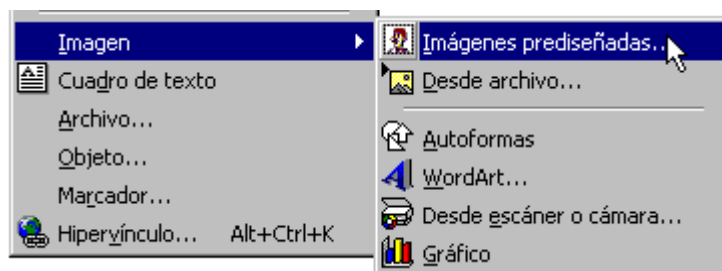 Imagen
Cuadro de texto
Archivo...
Objeto...
Marcador...
Hipervínculo... Alt+Ctrl+K
Imágenes prediseñadas...
Desde archivo...
Autoformas
WordArt...
Desde escáner o cámara...
Gráfico